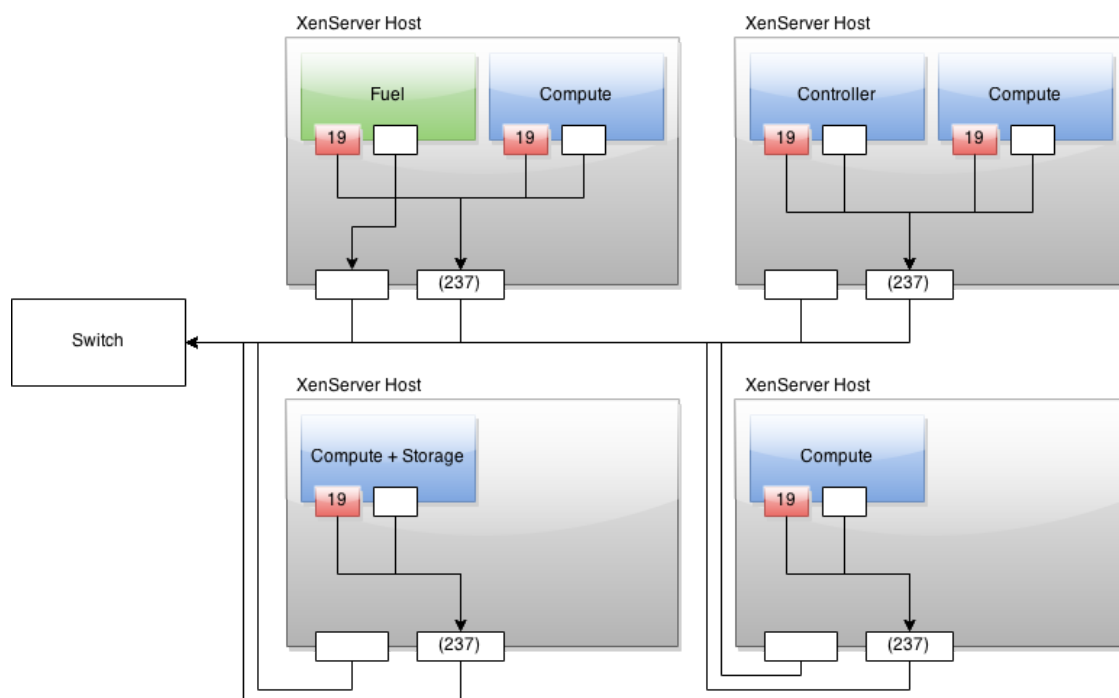 XenServer Host
XenServer Host
Fuel
Compute
Controller
Compute
19
19
19
19
(237)
(237)
Switch
XenServer Host
XenServer Host
Compute + Storage
Compute
19
19
(237)
(237)